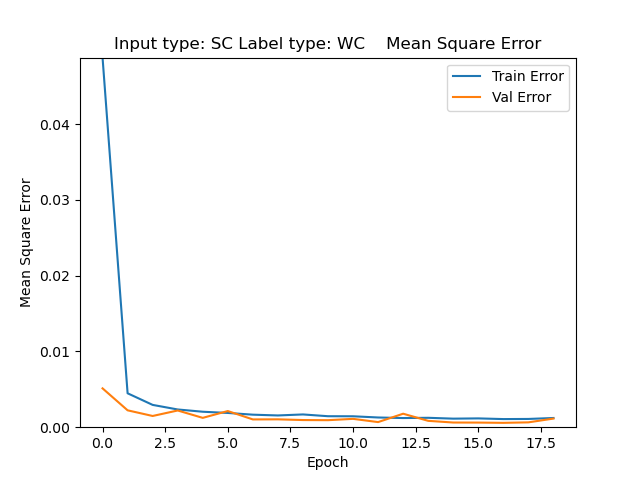 Input type: SC Label type: WC    Mean Square Error
Train Error
Val Error
Mean Square Error
0.04
0.03
0.02
0.01
0.00
0.0 2.5 5.0 7.5 10.0 12.5 15.0 17.5
Epoch